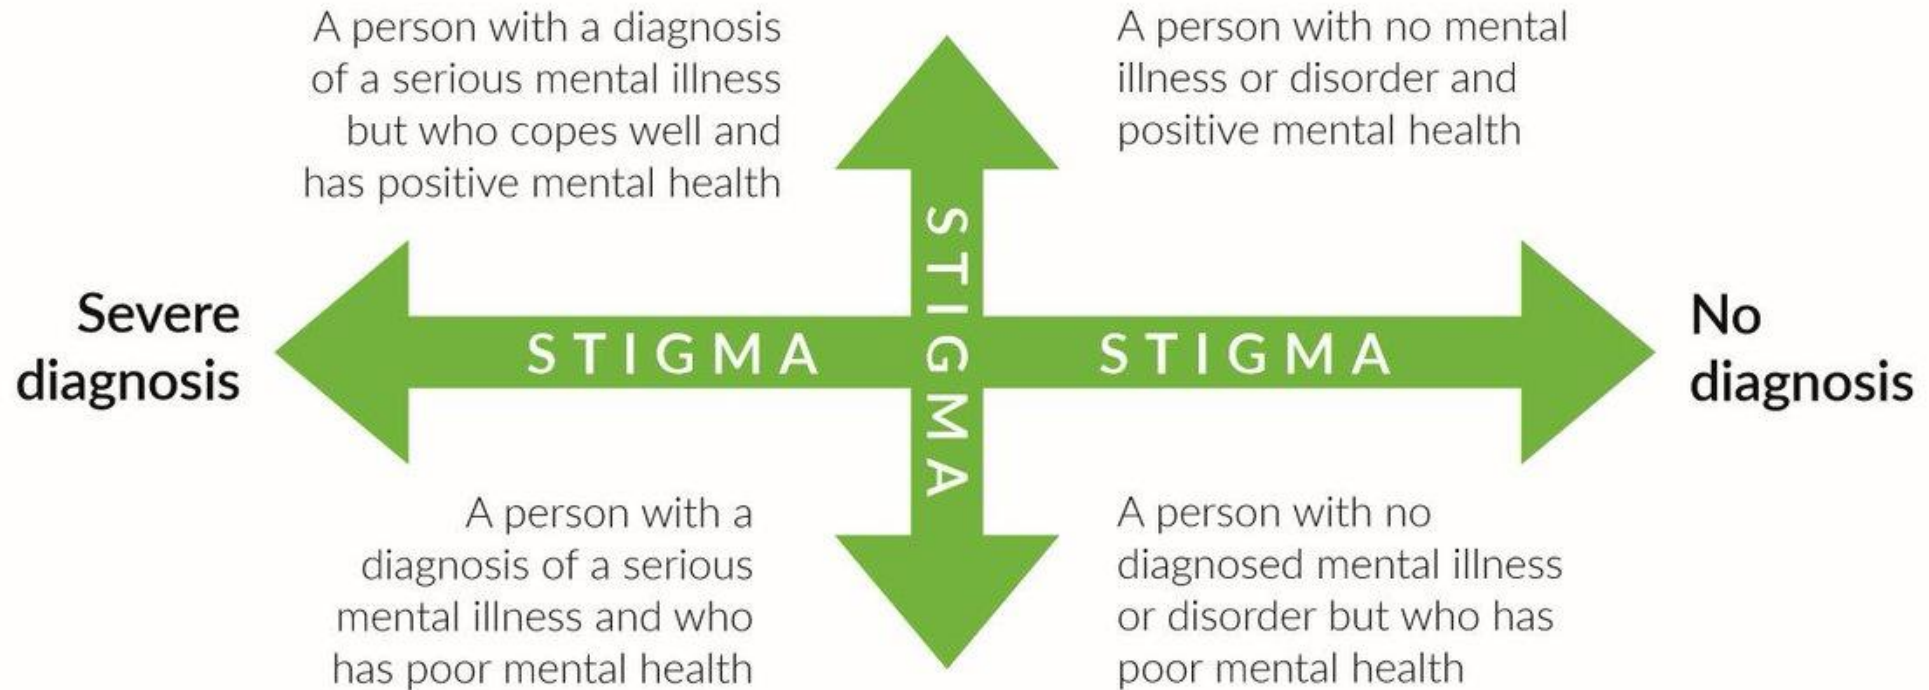 A person with a diagnosis
of a serious mental illness
but who copes well and
has positive mental health
A person with no mental
illness or disorder and
positive mental health
Severe
diagnosis
STIGMA
STIGMA
STIGMA
No
diagnosis
A person with a
diagnosis of a serious
mental illness and who
has poor mental health
A person with no
diagnosed mental illness
or disorder but who has
poor mental health